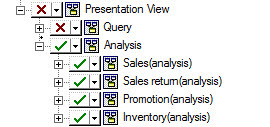 Presentation View
Query
Analysis
Sales(analysis)
Sales return(analysis)
Promotion(analysis)
Inventory(analysis)